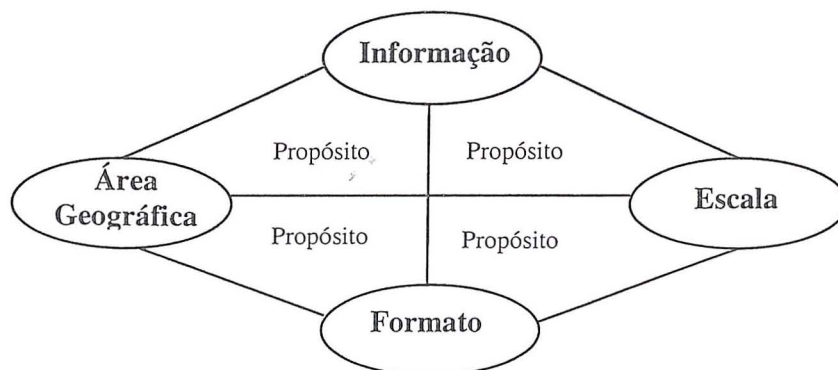 Informação
Propósito Propósito
Área
Geográfica
Escala
Propósito Propósito
Formato